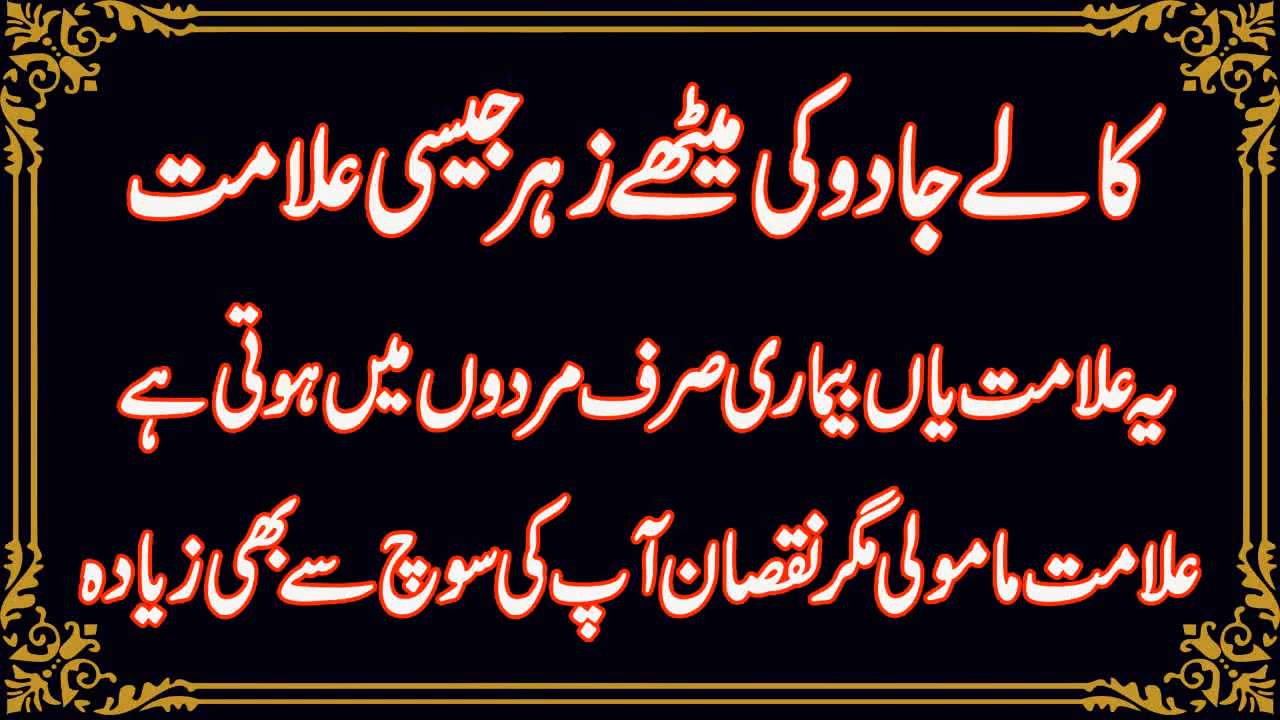 کالے جادو کی میٹھے زہر جیسی علامت
یہ علامت یاں بیماری صرف مردوں میں ہوتی ہے
علامت مامولی مگر نقصان آپ کی سوچ سے بھی زیادہ